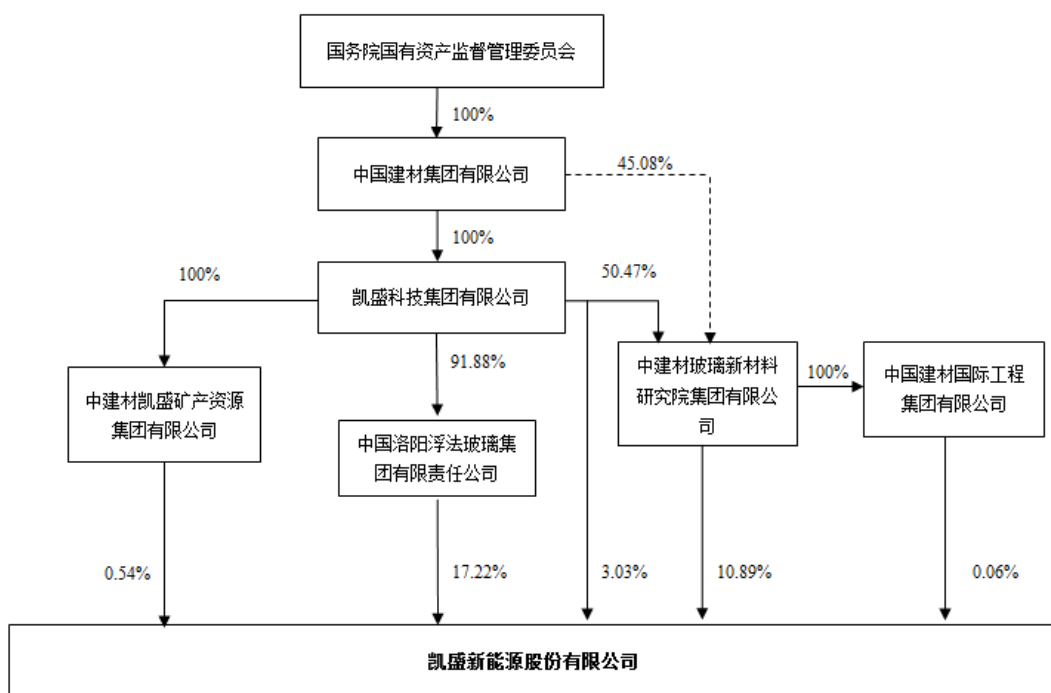 国务院国有资产监督管理委员会
100%
中国建材集团有限公司
45.08%
100%
100%
凯盛科技集团有限公司
50.47%
91.88%
中建材凯盛矿产资源
集团有限公司
中国洛阳浮法玻璃集
团有限责任公司
中建材玻璃新材料
研究院集团有限公
司
100%
中国建材国际工程
集团有限公司
0.54%
17.22%
3.03%
10.89%
0.06%
凯盛新能源股份有限公司